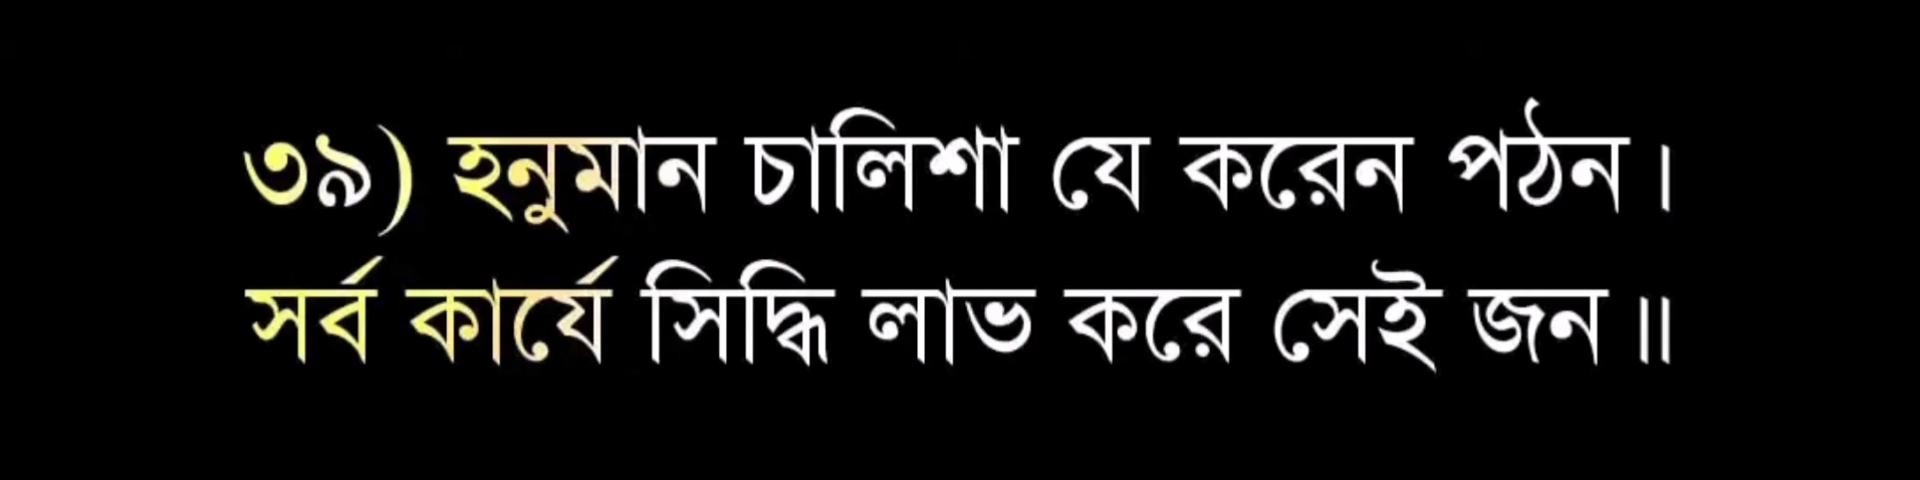 ৩৯) হনুমান চালিশা যে করেন পঠন।
সর্ব কার্যে সিদ্ধি লাভ করে সেই জন॥